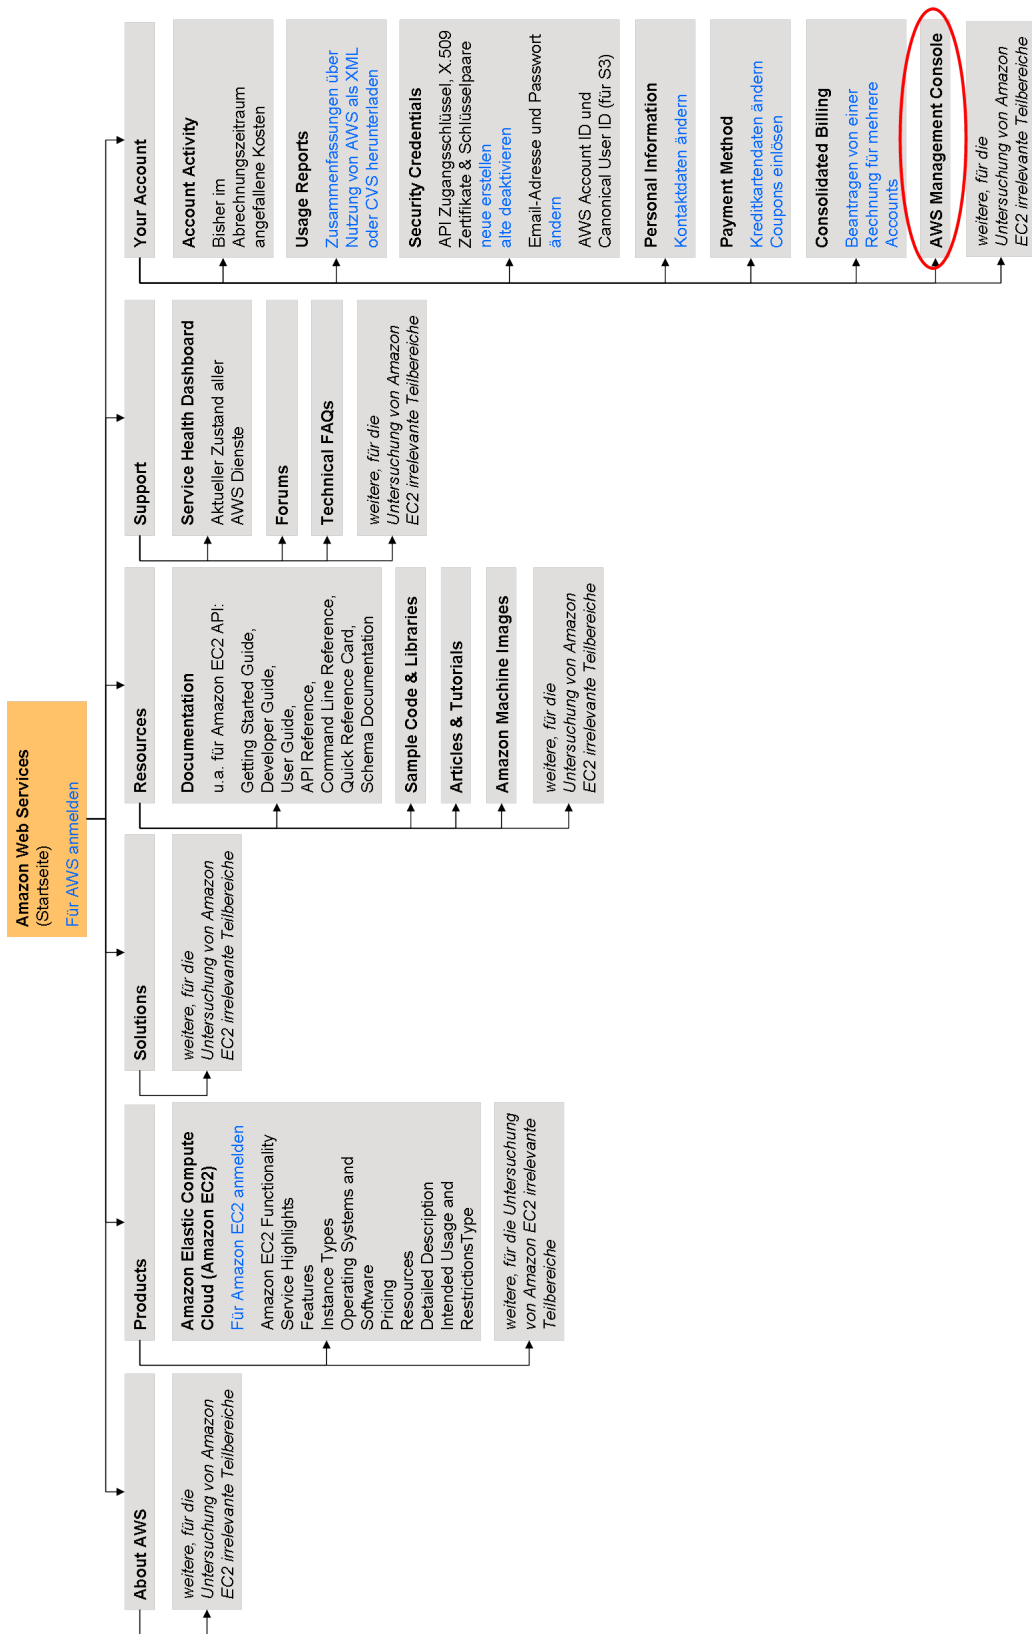 Amazon Web Services
(Startseite)
Für AWS anmelden
About AWS
weitere, für die
Untersuchung von Amazon
EC2 irrelevante Teilbereiche
Products
Amazon Elastic Compute
Cloud (Amazon EC2)
Für Amazon EC2 anmelden
Amazon EC2 Functionality
Service Highlights
Features
Instance Types
Operating Systems and
Software
Pricing
Resources
Detailed Description
Intended Usage and
RestrictionsType
weitere, für die Untersuchung
von Amazon EC2 irrelevante
Teilbereiche
Solutions
weitere, für die
Untersuchung von Amazon
EC2 irrelevante Teilbereiche
Resources
Documentation
u.a. für Amazon EC2 API:
Getting Started Guide,
Developer Guide,
User Guide,
API Reference,
Command Line Reference,
Quick Reference Card,
Schema Documentation
Sample Code & Libraries
Articles & Tutorials
Amazon Machine Images
weitere, für die
Untersuchung von Amazon
EC2 irrelevante Teilbereiche
Support
Service Health Dashboard
Aktueller Zustand aller
AWS Dienste
Forums
Technical FAQs
weitere, für die
Untersuchung von Amazon
EC2 irrelevante Teilbereiche
Your Account
Account Activity
Bisher im
Abrechnungszeitraum
angefallene Kosten
Usage Reports
Zusammenfassungen über
Nutzung von AWS als XML
oder CVS herunterladen
Security Credentials
API Zugangsschlüssel, X.509
Zertifikate & Schlüsselpaare
neue erstellen
alte deaktivieren
Email-Adresse und Passwort
ändern
AWS Account ID und
Canonical User ID (für S3)
Personal Information
Kontaktdaten ändern
Payment Method
Kreditkartendaten ändern
Coupons einlösen
Consolidated Billing
Beantragen von einer
Rechnung für mehrere
Accounts
AWS Management Console
weitere, für die
Untersuchung von Amazon
EC2 irrelevante Teilbereiche